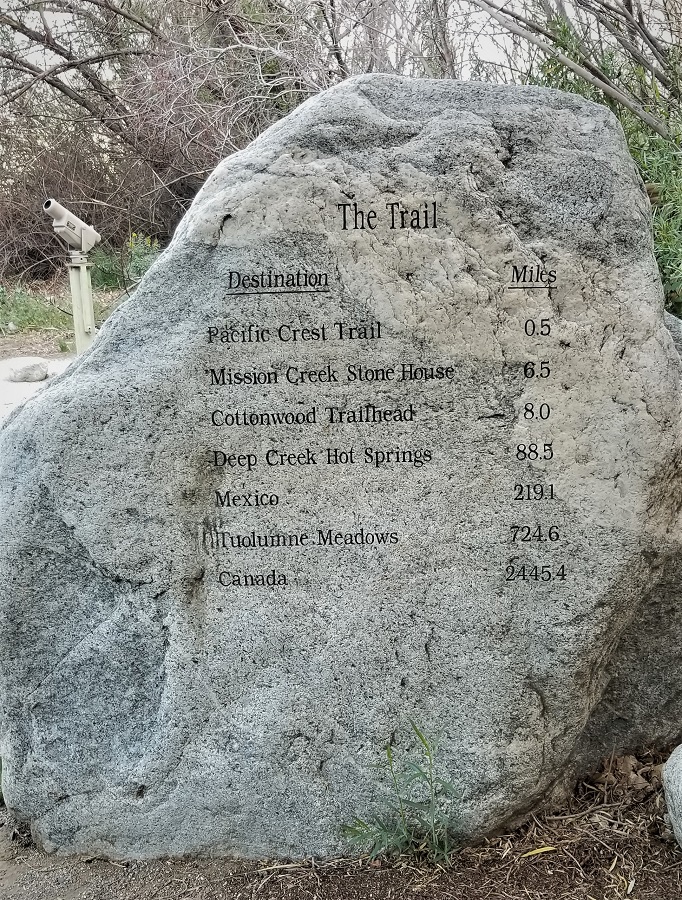 The Trail
Destination Miles
Pacific Crest Trail 0.5
Mission Creek Stone House 6.5
Cottonwood Trailhead 8.0
Deep Creek Hot Springs 88.5
Mexico 219.1
Tuolumne Meadows 724.6
Canada 2445.4